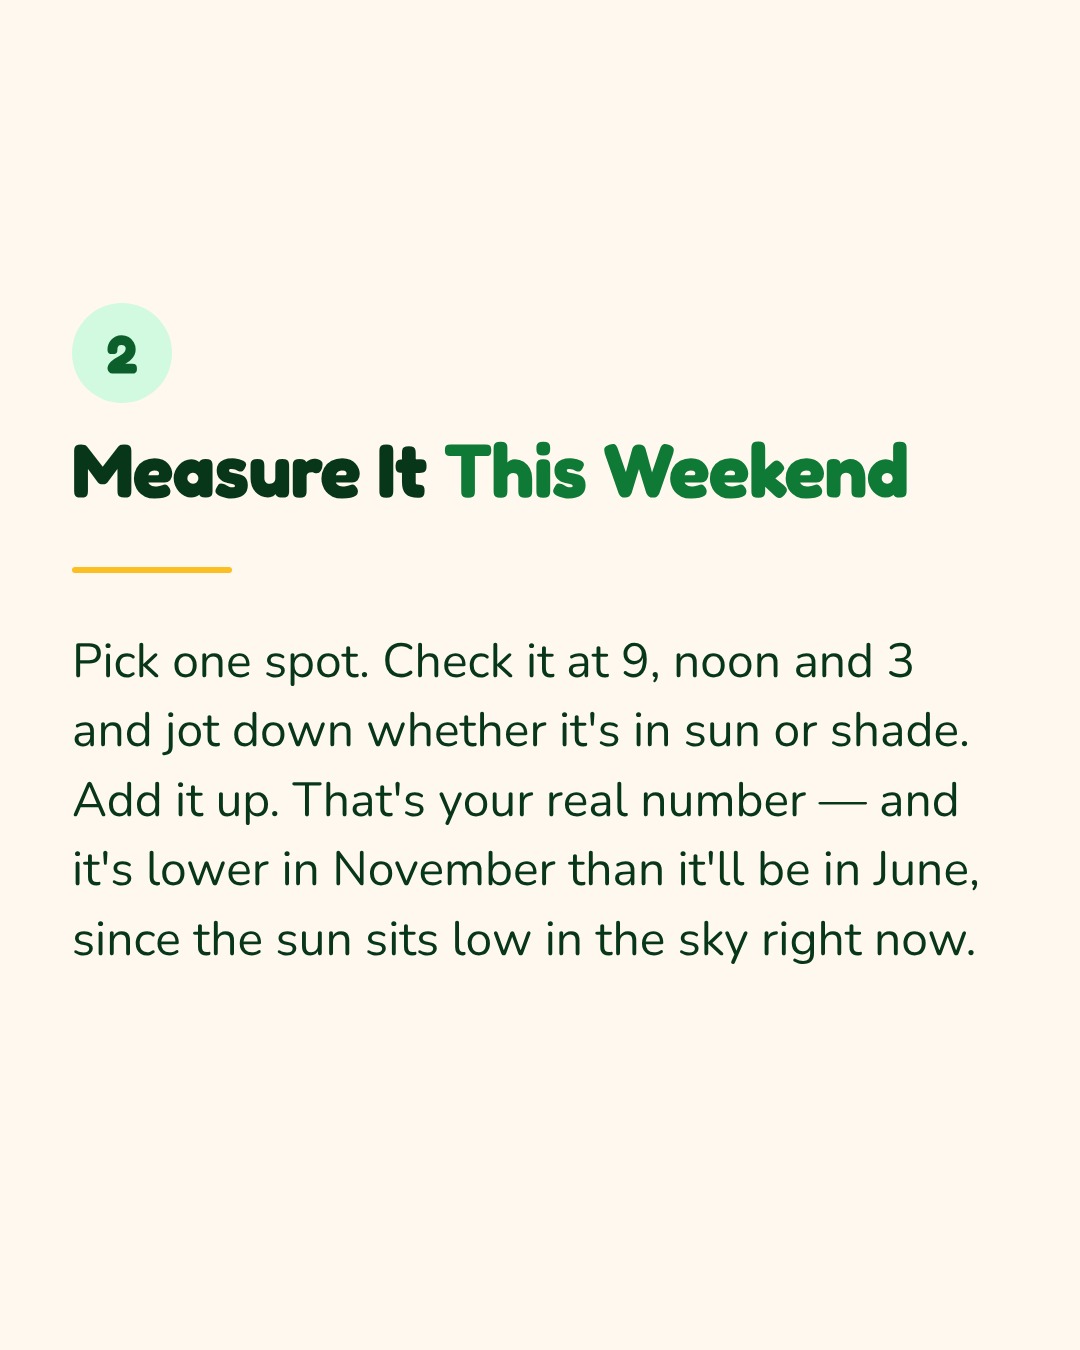 2
Measure It This Weekend
Pick one spot. Check it at 9, noon and 3
and jot down whether it's in sun or shade.
Add it up. That's your real number — and
it's lower in November than it'll be in June,
since the sun sits low in the sky right now.